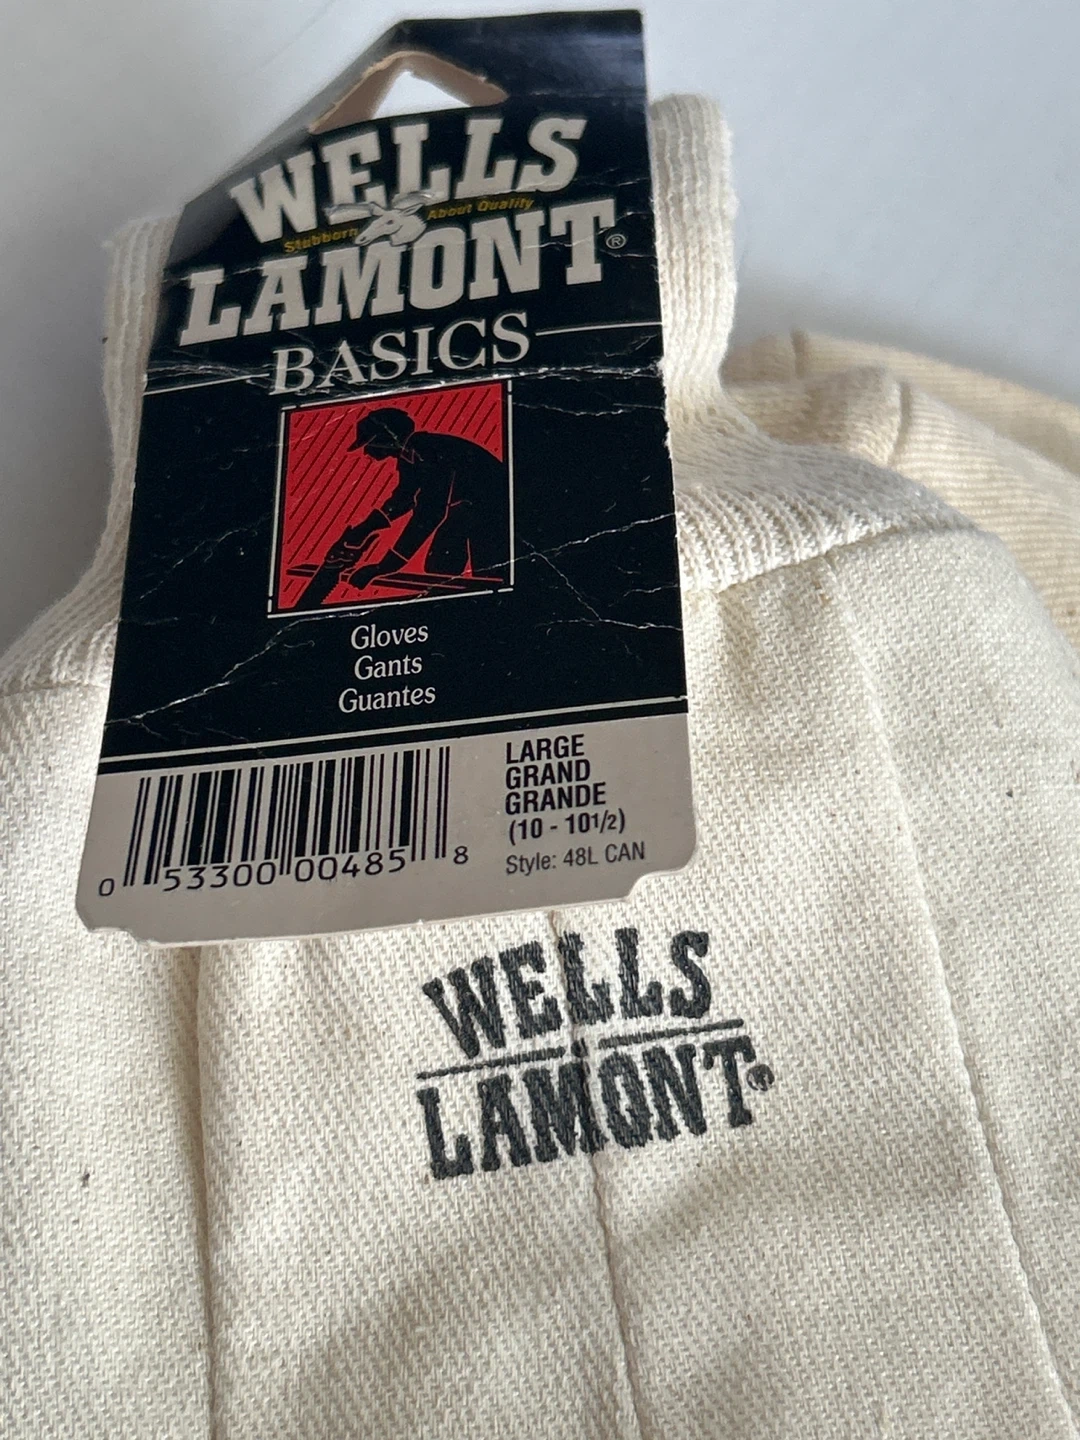 WELLS
Stubborn About Quality
LAMONT®
BASICS
Gloves
Gants
Guantes
LARGE
GRAND
GRANDE
(10 - 10 1/2)
Style: 48L CAN
0 53300 00485 8
WELLS
LAMONT®